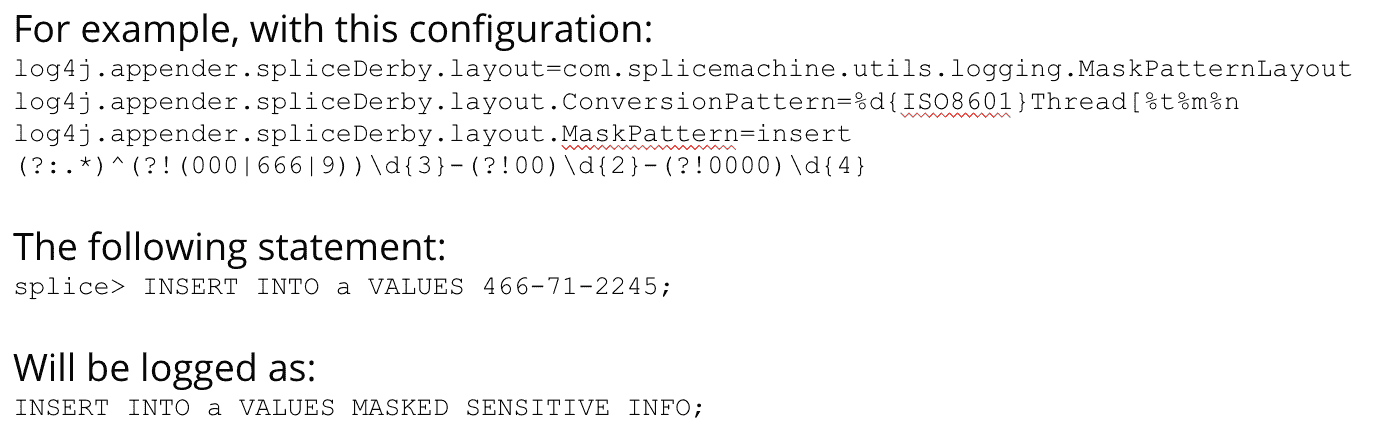 For example, with this configuration:
log4j.appender.spliceDerby.layout=com.splicemachine.utils.logging.MaskPatternLayout
log4j.appender.spliceDerby.layout.ConversionPattern=%d{ISO8601}Thread[%t%m%n
log4j.appender.spliceDerby.layout.MaskPattern=insert
(?:.*)^(?!(000|666|9))\d{3}-(?!00)\d{2}-(?!0000)\d{4}
The following statement:
splice> INSERT INTO a VALUES 466-71-2245;
Will be logged as:
INSERT INTO a VALUES MASKED SENSITIVE INFO;